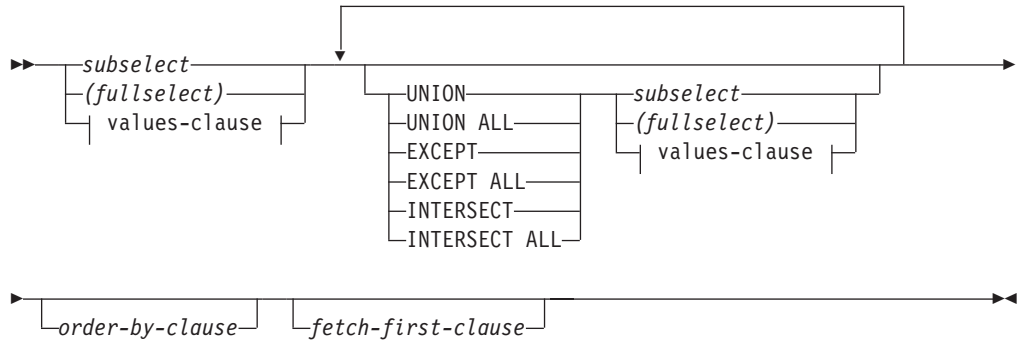 subselect
(fullselect)
values-clause
UNION
UNION ALL
EXCEPT
EXCEPT ALL
INTERSECT
INTERSECT ALL
subselect
(fullselect)
values-clause
order-by-clause
fetch-first-clause